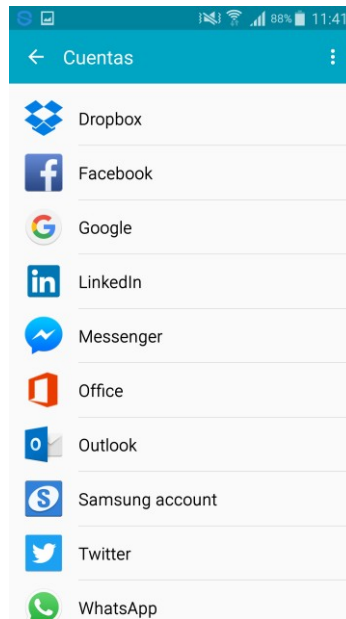 88% 11:41
Cuentas
Dropbox
Facebook
Google
LinkedIn
Messenger
Office
Outlook
Samsung account
Twitter
WhatsApp